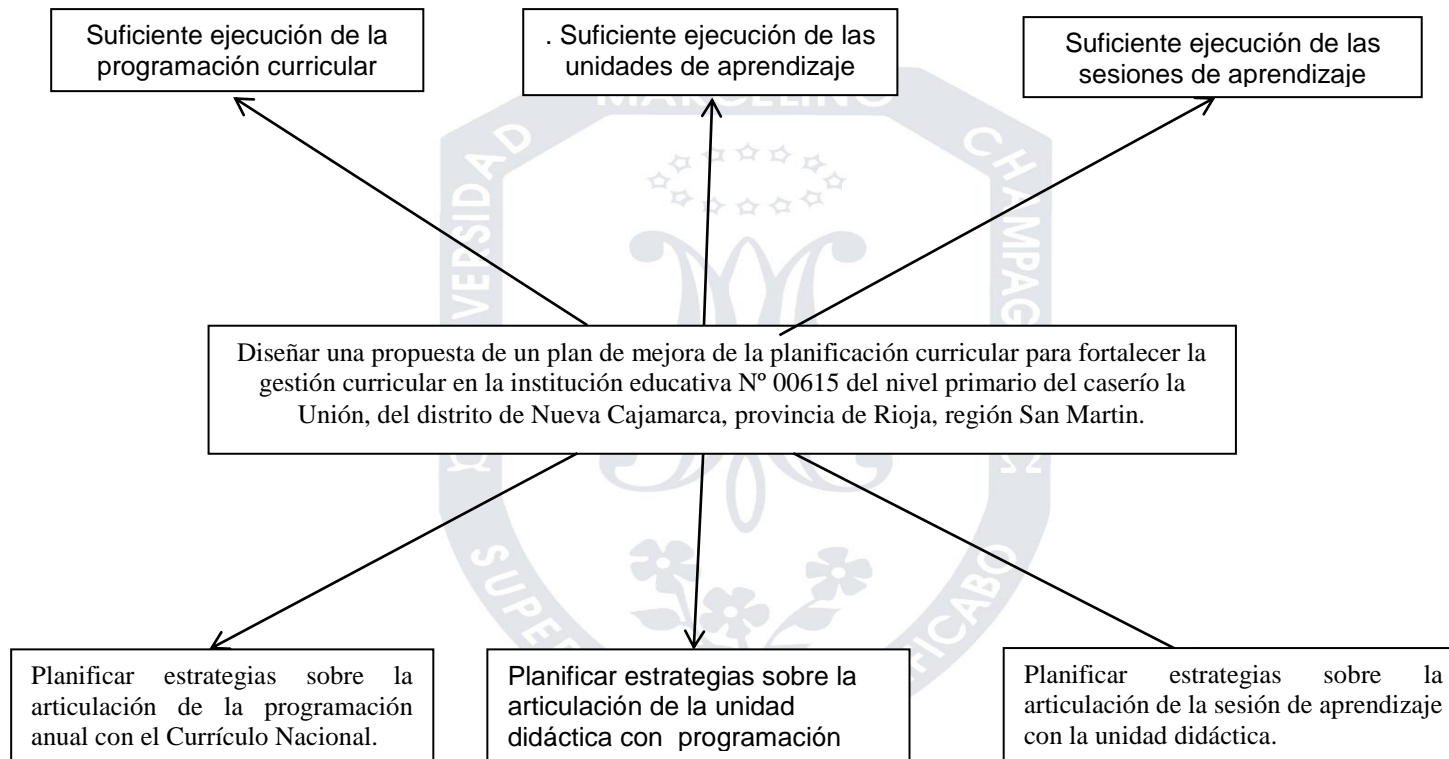 Suficiente ejecución de la
programación curricular
. Suficiente ejecución de las
unidades de aprendizaje
Suficiente ejecución de las
sesiones de aprendizaje
MARCELINO
CHAMPAG
VERSIDAD
Diseñar una propuesta de un plan de mejora de la planificación curricular para fortalecer la
gestión curricular en la institución educativa Nº 00615 del nivel primario del caserío la
Unión, del distrito de Nueva Cajamarca, provincia de Rioja, región San Martin.
SUPER
IFICABO
Planificar estrategias sobre la
articulación de la programación
anual con el Currículo Nacional.
Planificar estrategias sobre la
articulación de la unidad
didáctica con programación
Planificar estrategias sobre la
articulación de la sesión de aprendizaje
con la unidad didáctica.